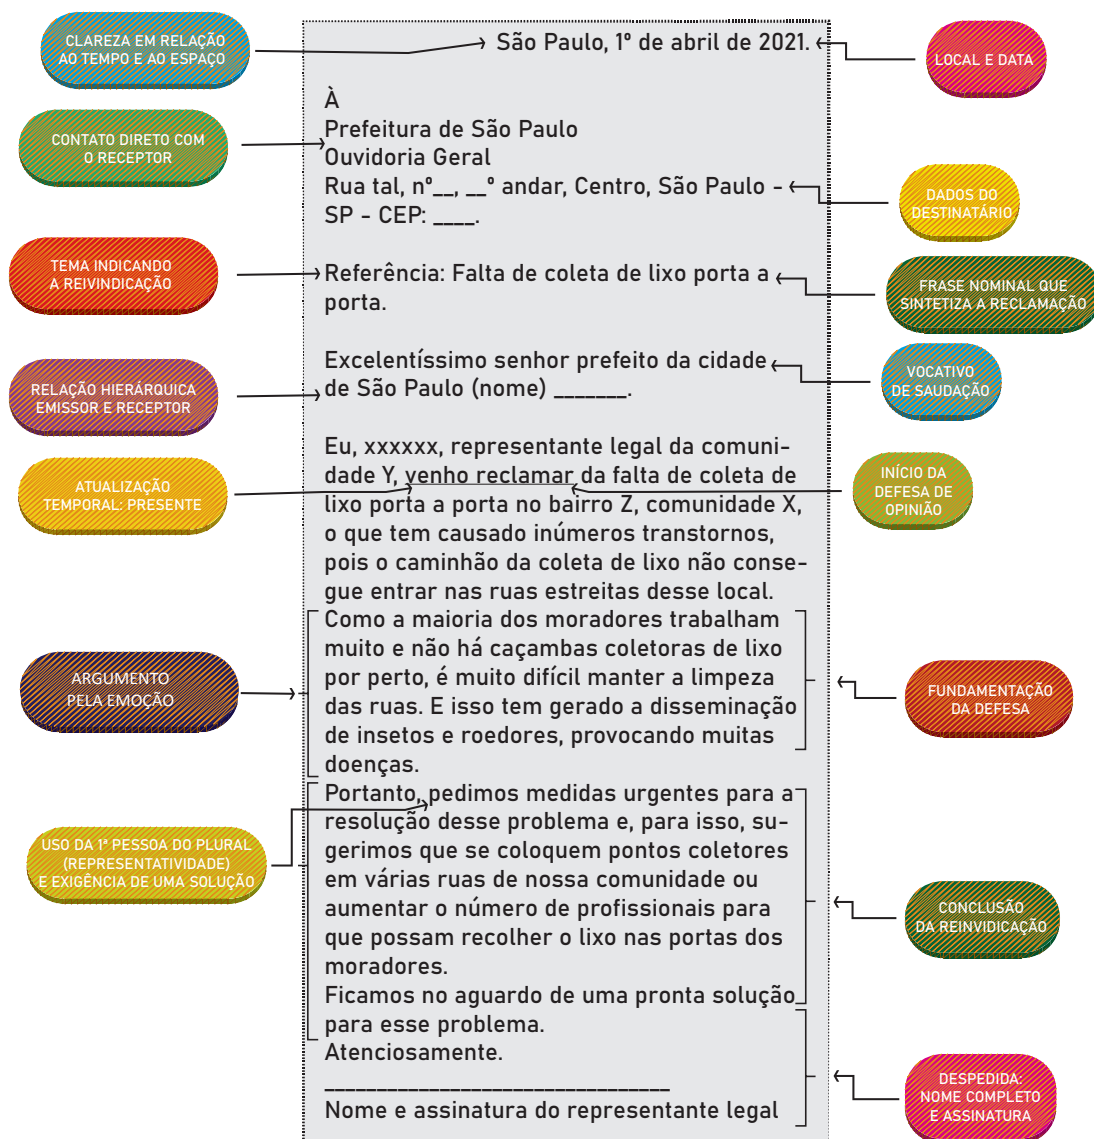 CLAREZA EM RELAÇÃO
AO TEMPO E AO ESPAÇO
São Paulo, 1º de abril de 2021.
LOCAL E DATA
À
Prefeitura de São Paulo
Ouvidoria Geral
Rua tal, nº__, __º andar, Centro, São Paulo -
SP - CEP: ____.
CONTATO DIRETO COM
O RECEPTOR
DADOS DO
DESTINATÁRIO
TEMA INDICANDO
A REIVINDICAÇÃO
Referência: Falta de coleta de lixo porta a
porta.
FRASE NOMINAL QUE
SINTETIZA A RECLAMAÇÃO
Excelentíssimo senhor prefeito da cidade
de São Paulo (nome) _______.
RELAÇÃO HIERÁRQUICA
EMISSOR E RECEPTOR
VOCATIVO
DE SAUDAÇÃO
Eu, xxxxxx, representante legal da comuni-
dade Y, venho reclamar da falta de coleta de
lixo porta a porta no bairro Z, comunidade X,
o que tem causado inúmeros transtornos,
pois o caminhão da coleta de lixo não conse-
gue entrar nas ruas estreitas desse local.
ATUALIZAÇÃO
TEMPORAL: PRESENTE
INÍCIO DA
DEFESA DE
OPINIÃO
Como a maioria dos moradores trabalham
muito e não há caçambas coletoras de lixo
por perto, é muito difícil manter a limpeza
das ruas. E isso tem gerado a disseminação
de insetos e roedores, provocando muitas
doenças.
ARGUMENTO
PELA EMOÇÃO
FUNDAMENTAÇÃO
DA DEFESA
Portanto, pedimos medidas urgentes para a
resolução desse problema e, para isso, su-
gerimos que se coloquem pontos coletores
em várias ruas de nossa comunidade ou
aumentar o número de profissionais para
que possam recolher o lixo nas portas dos
moradores.
Ficamos no aguardo de uma pronta solução
para esse problema.
USO DA 1ª PESSOA DO PLURAL
(REPRESENTATIVIDADE)
E EXIGÊNCIA DE UMA SOLUÇÃO
CONCLUSÃO
DA REINVIDICAÇÃO
Atenciosamente.
_________________________________
Nome e assinatura do representante legal
DESPEDIDA:
NOME COMPLETO
E ASSINATURA